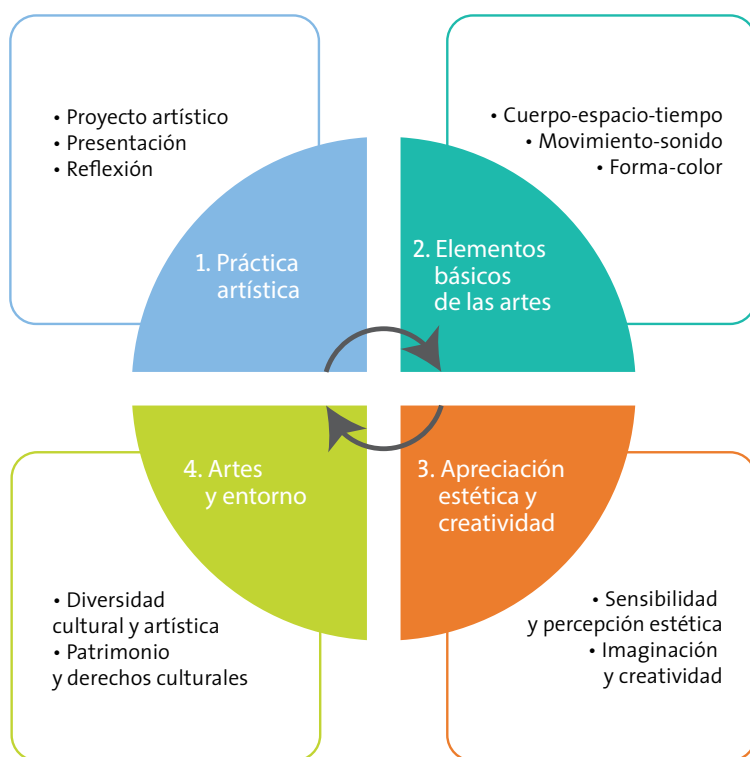 • Proyecto artístico
• Presentación
• Reflexión
1. Práctica
artística
• Cuerpo-espacio-tiempo
• Movimiento-sonido
• Forma-color
2. Elementos
básicos
de las artes
3. Apreciación
estética y
creatividad
• Sensibilidad
y percepción estética
• Imaginación
y creatividad
4. Artes
y entorno
• Diversidad
cultural y artística
• Patrimonio
y derechos culturales